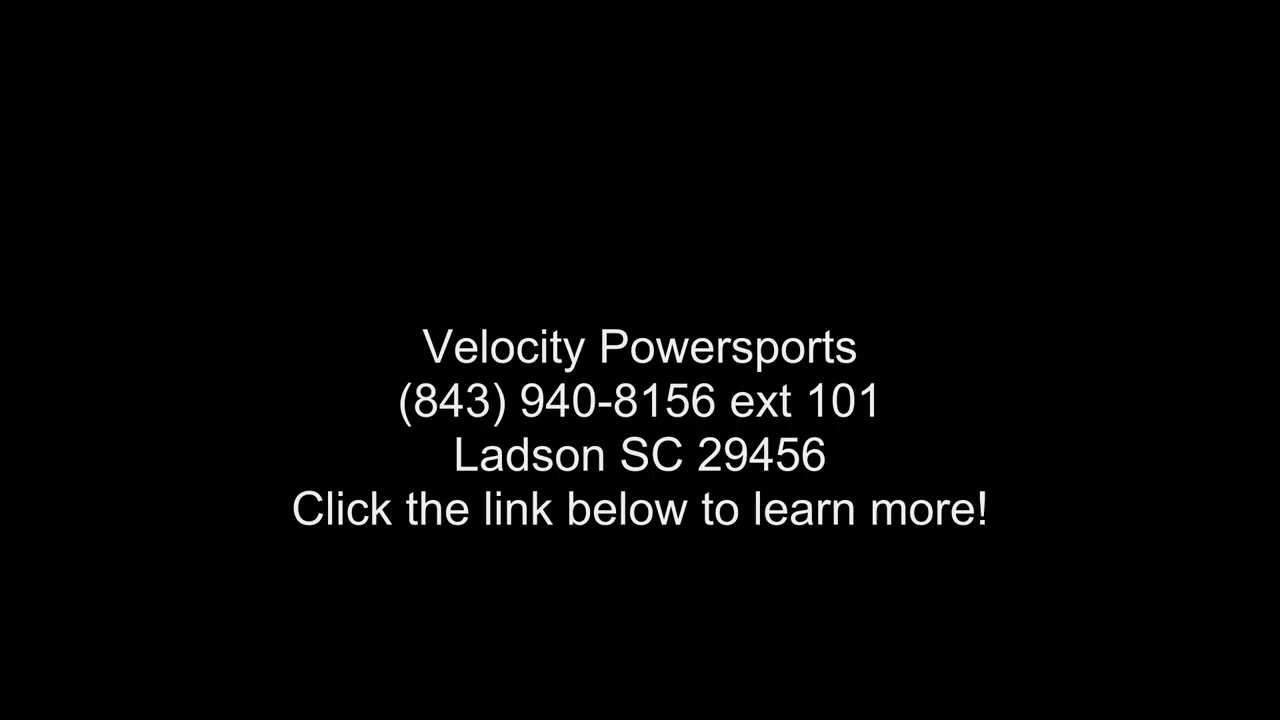 Velocity Powersports
(843) 940-8156 ext 101
Ladson SC 29456
Click the link below to learn more!